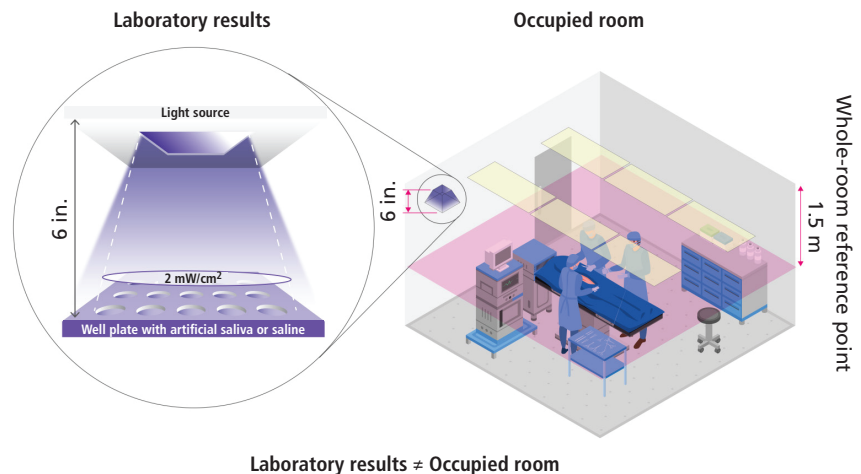 Laboratory results
Occupied room
Light source
6 in.
2 mW/cm²
Well plate with artificial saliva or saline
6 in.
1.5 m
Whole-room reference point
Laboratory results ≠ Occupied room